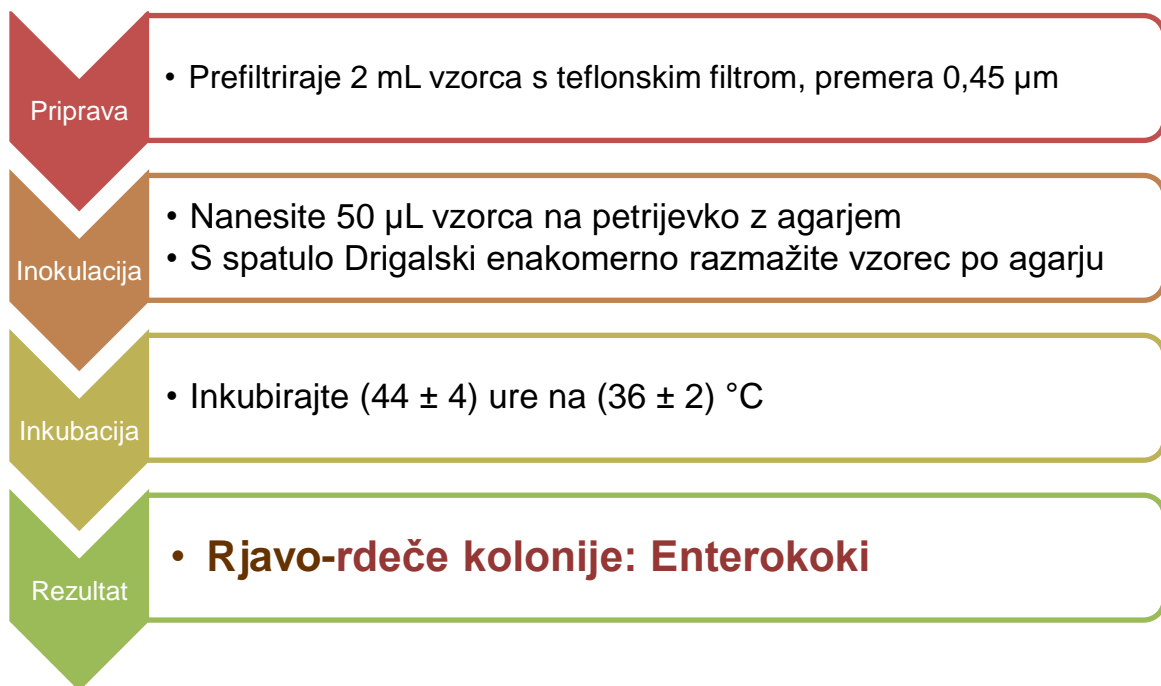 Priprava
• Prefiltriraje 2 mL vzorca s teflonskim filtrom, premera 0,45 µm
Inokulacija
• Nanesite 50 µL vzorca na petrijevko z agarjem
• S spatulo Drigalski enakomerno razmažite vzorec po agarju
Inkubacija
• Inkubirajte (44 ± 4) ure na (36 ± 2) °C
Rezultat
• Rjavo-rdeče kolonije: Enterokoki